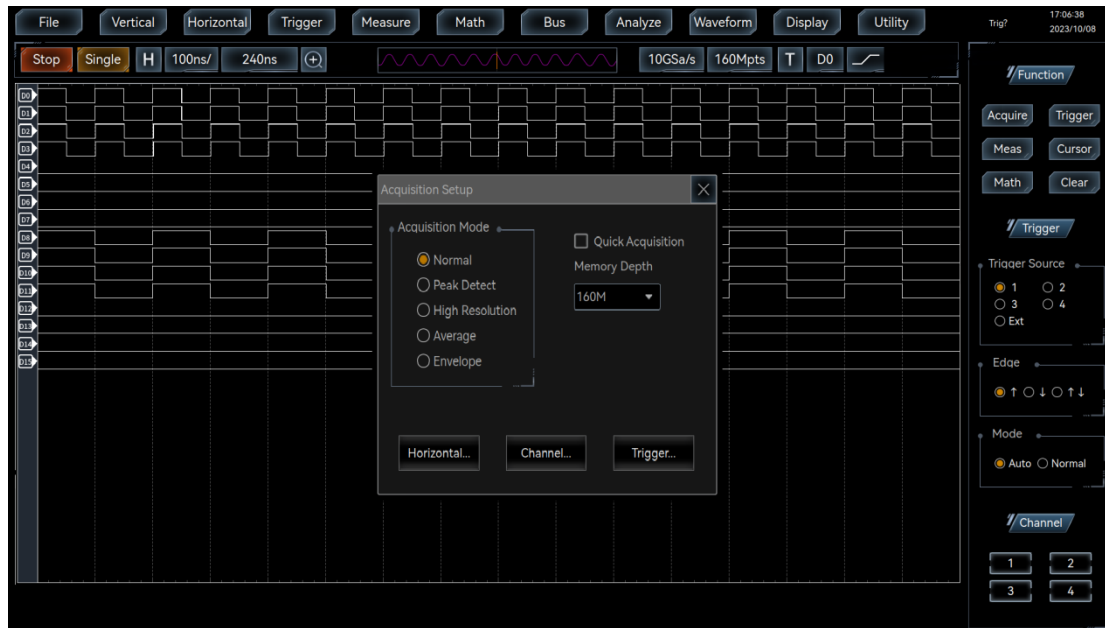 File Vertical Horizontal Trigger Measure Math Bus Analyze Waveform Display Utility
Trig? 17:06:38
2023/10/08
Stop Single H 100ns/ 240ns 10GSa/s 160Mpts T D0
Function
Acquire Trigger
Meas Cursor
Math Clear
Trigger
Trigger Source
1 2
3 4
Ext
Edge
↑ ↓ ↑↓
Mode
Auto Normal
Channel
1 2
3 4
D0
D1
D2
D3
D4
D5
D6
D7
D8
D9
D10
D11
D12
D13
D14
D15
Acquisition Setup
Acquisition Mode
Normal
Peak Detect
High Resolution
Average
Envelope
Quick Acquisition
Memory Depth
160M
Horizontal... Channel... Trigger...